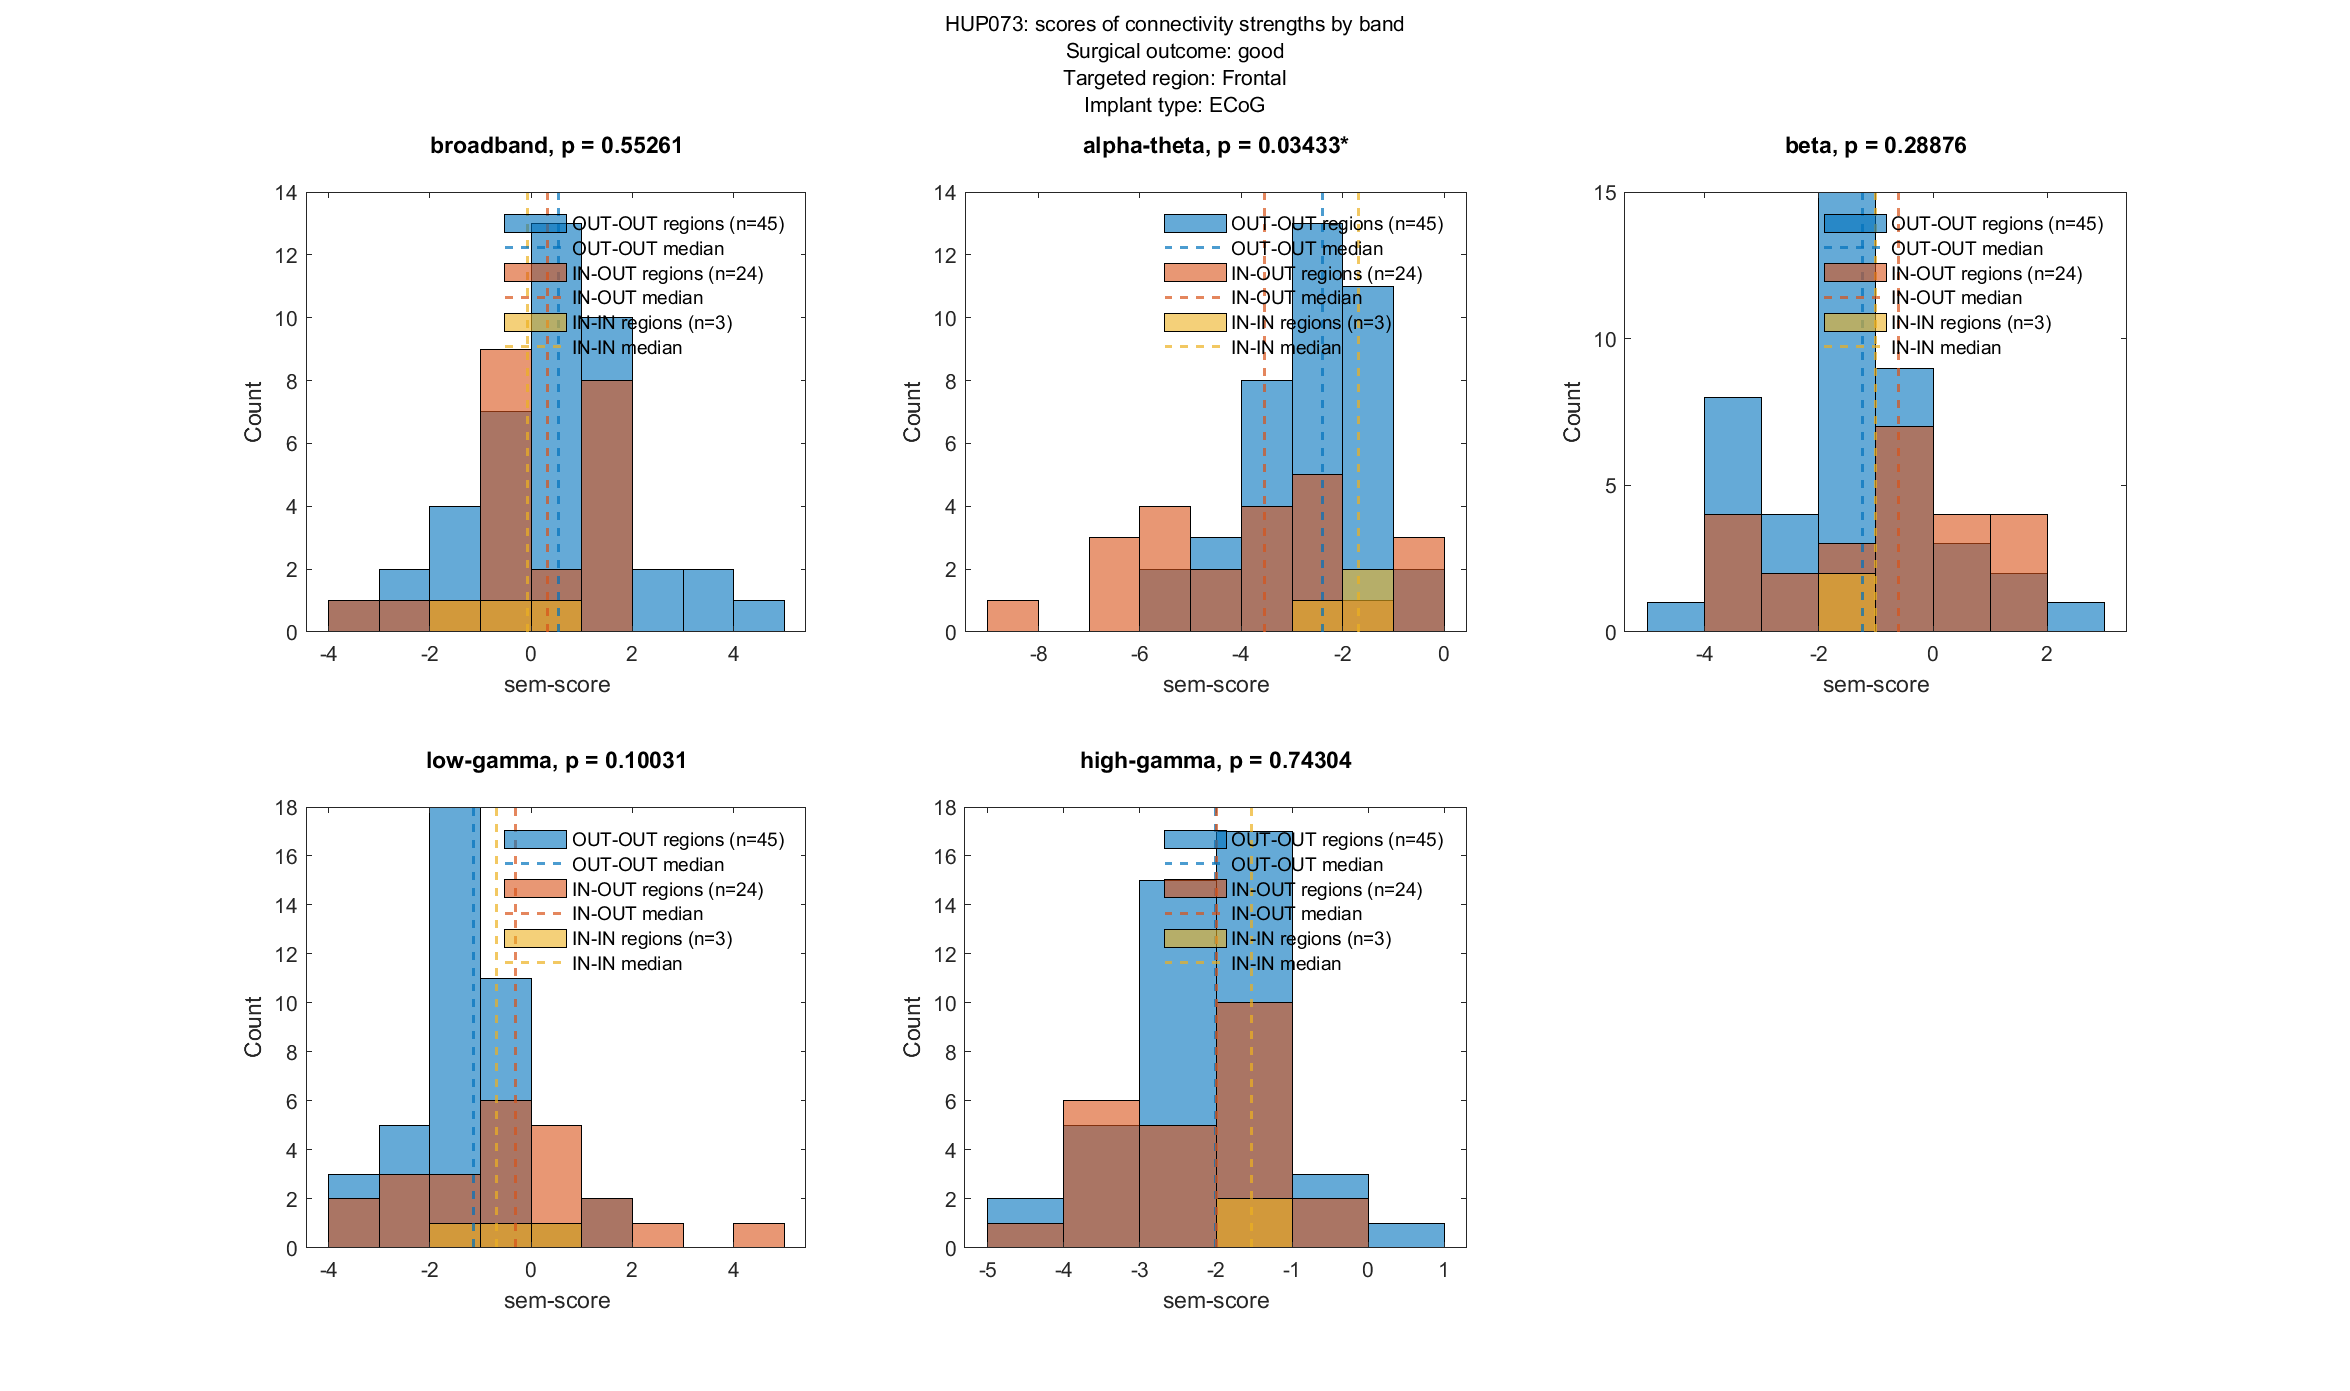 HUP073: scores of connectivity strengths by band
Surgical outcome: good
Targeted region: Frontal
Implant type: ECoG
broadband, p = 0.55261
14
12
10
8
6
4
2
0
Count
-4
-2
0
2
4
sem-score
OUT-OUT regions (n=45)
OUT-OUT median
IN-OUT regions (n=24)
IN-OUT median
IN-IN regions (n=3)
IN-IN median
alpha-theta, p = 0.03433*
14
12
10
8
6
4
2
0
Count
-8
-6
-4
-2
0
sem-score
OUT-OUT regions (n=45)
OUT-OUT median
IN-OUT regions (n=24)
IN-OUT median
IN-IN regions (n=3)
IN-IN median
beta, p = 0.28876
15
10
5
0
Count
-4
-2
0
2
sem-score
OUT-OUT regions (n=45)
OUT-OUT median
IN-OUT regions (n=24)
IN-OUT median
IN-IN regions (n=3)
IN-IN median
low-gamma, p = 0.10031
18
16
14
12
10
8
6
4
2
0
Count
-4
-2
0
2
4
sem-score
OUT-OUT regions (n=45)
OUT-OUT median
IN-OUT regions (n=24)
IN-OUT median
IN-IN regions (n=3)
IN-IN median
high-gamma, p = 0.74304
18
16
14
12
10
8
6
4
2
0
Count
-5
-4
-3
-2
-1
0
1
sem-score
OUT-OUT regions (n=45)
OUT-OUT median
IN-OUT regions (n=24)
IN-OUT median
IN-IN regions (n=3)
IN-IN median